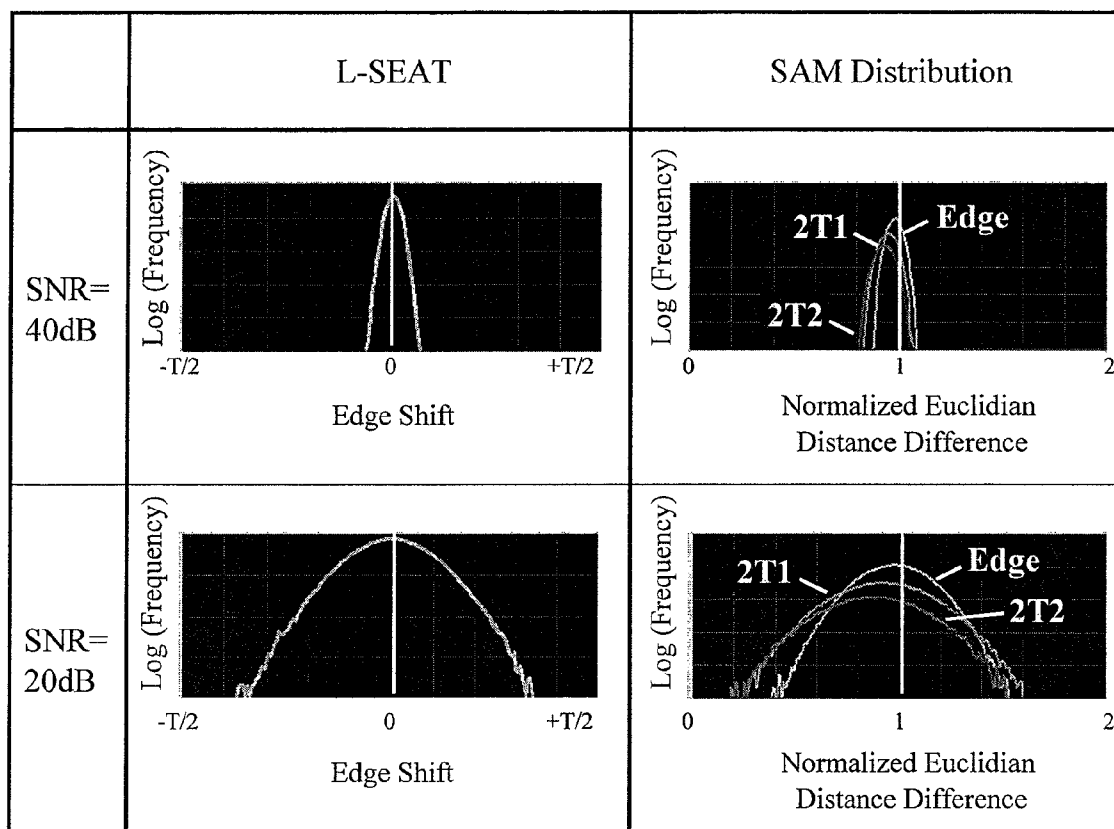 L-SEAT
SAM Distribution
SNR=
40dB
Log (Frequency)
-T/2
0
+T/2
Edge Shift
Log (Frequency)
2T1
Edge
2T2
0
1
2
Normalized Euclidian
Distance Difference
SNR=
20dB
Log (Frequency)
-T/2
0
+T/2
Edge Shift
Log (Frequency)
2T1
Edge
2T2
0
1
2
Normalized Euclidian
Distance Difference